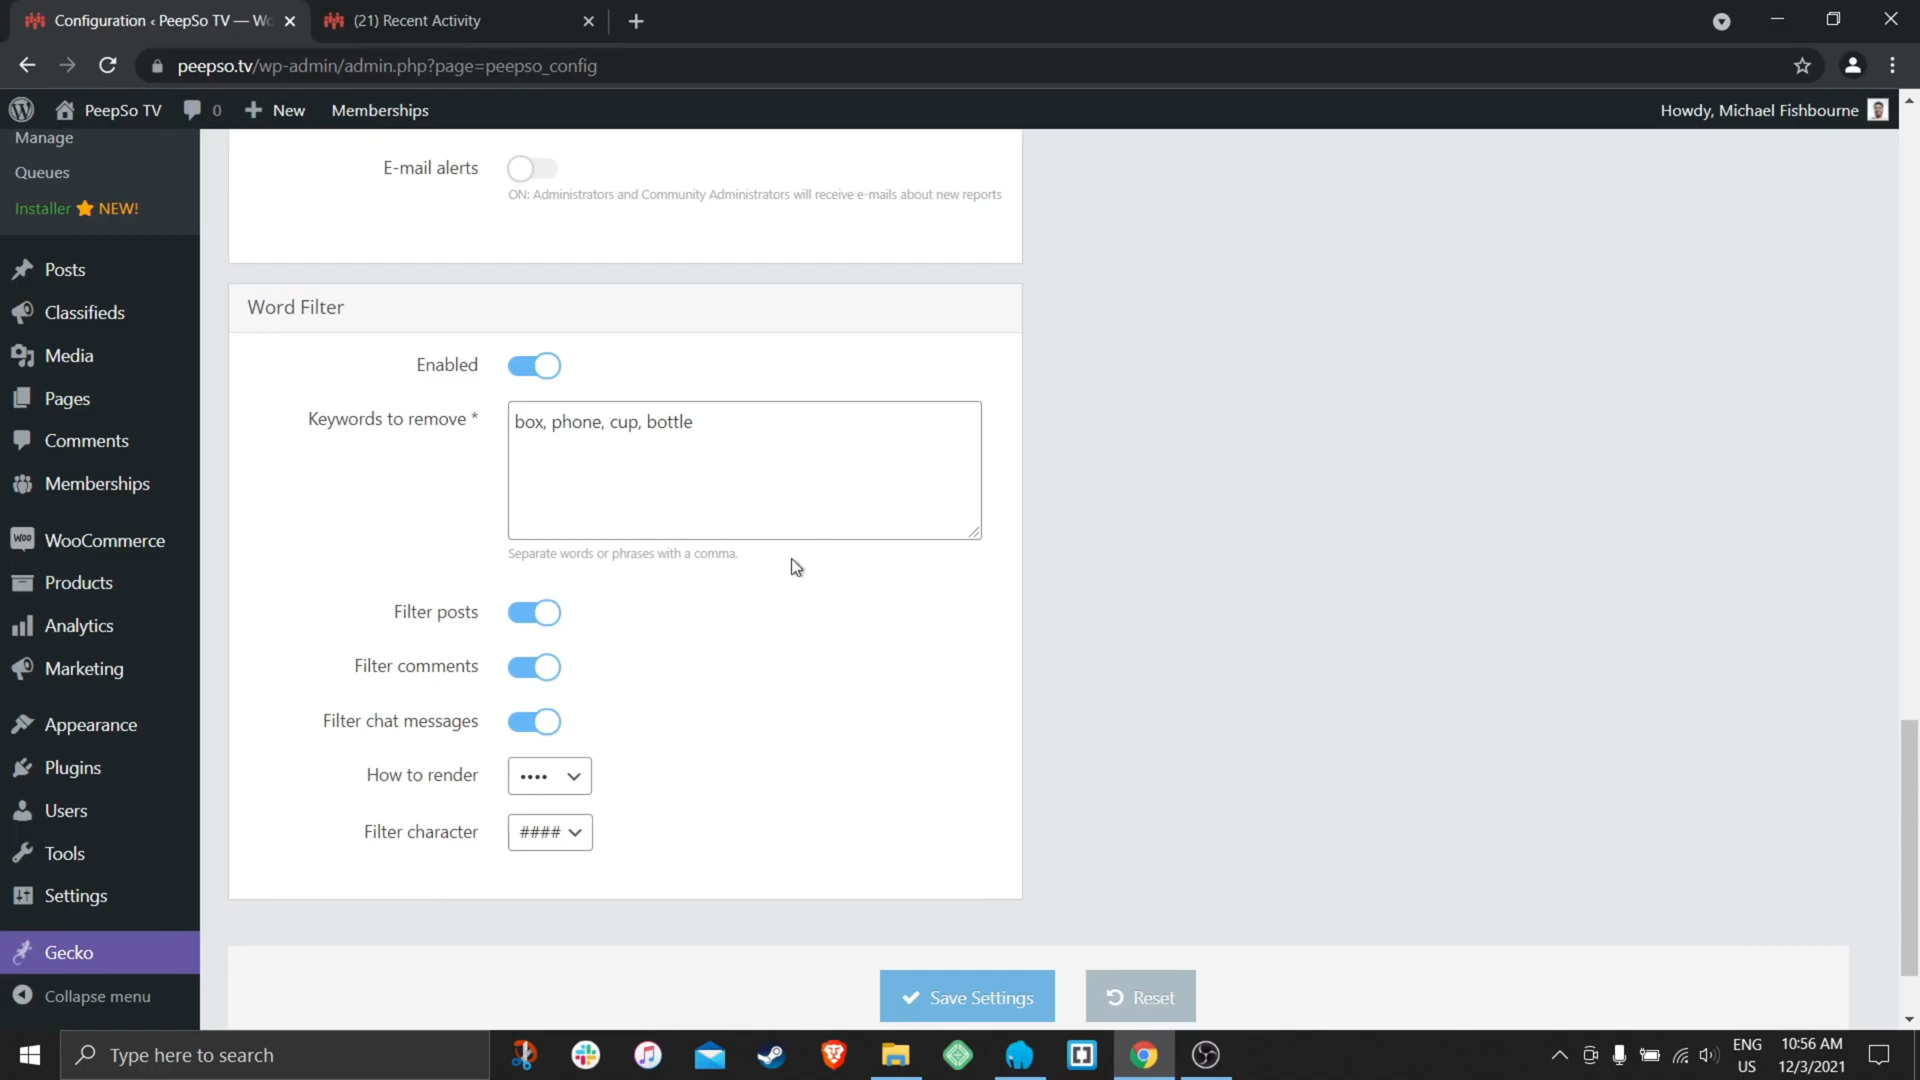 Configuration ‹ PeepSo TV — Wo
(21) Recent Activity
peepso.tv/wp-admin/admin.php?page=peepso_config
PeepSo TV
0
New
Memberships
Howdy, Michael Fishbourne
Manage
Queues
Installer NEW!
Posts
Classifieds
Media
Pages
Comments
Memberships
WooCommerce
Products
Analytics
Marketing
Appearance
Plugins
Users
Tools
Settings
Gecko
Collapse menu
E-mail alerts
ON: Administrators and Community Administrators will receive e-mails about new reports
Word Filter
Enabled
Keywords to remove *
box, phone, cup, bottle
Separate words or phrases with a comma.
Filter posts
Filter comments
Filter chat messages
How to render
••••
Filter character
####
Save Settings
Reset
Type here to search
ENG
US
10:56 AM
12/3/2021